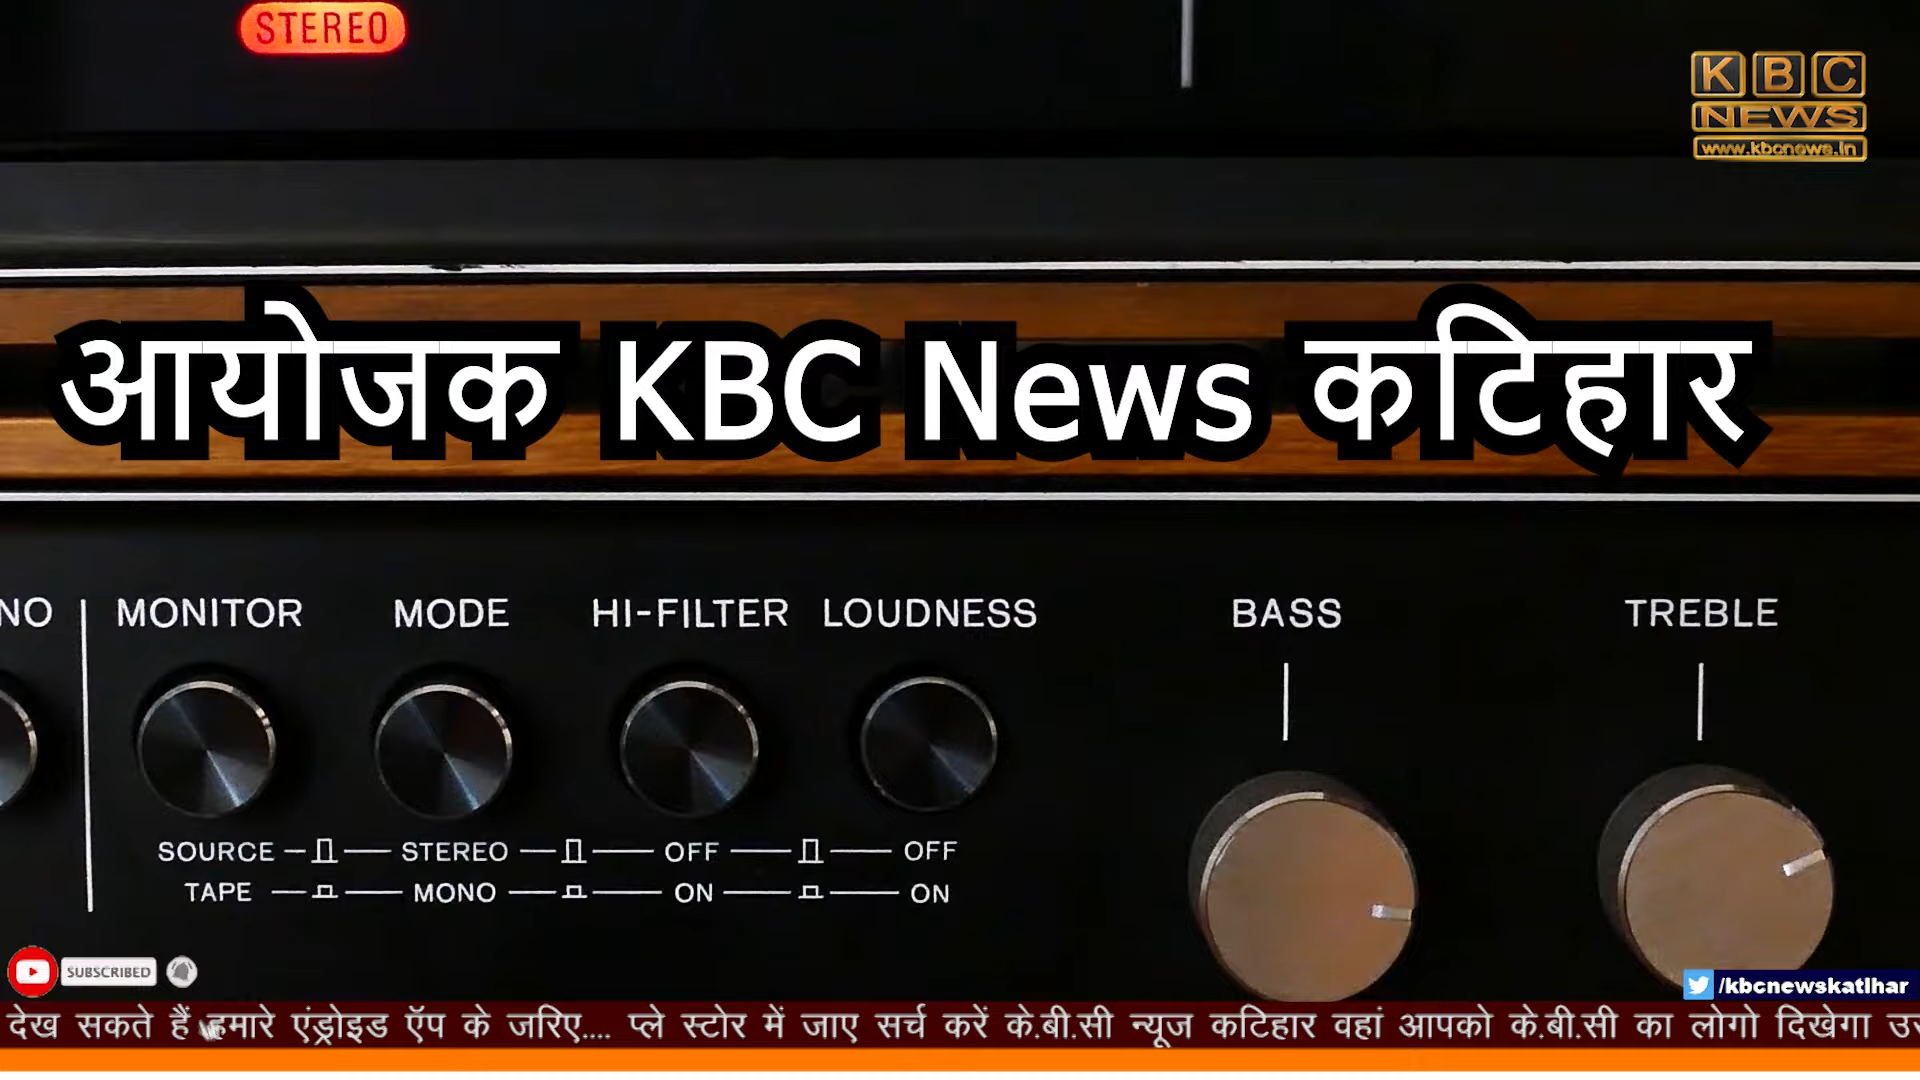 STEREO
KBC
NEWS
www.kbcnews.in
आयोजक KBC News कटिहार
NO MONITOR MODE HI-FILTER LOUDNESS BASS TREBLE
SOURCE STEREO OFF OFF
TAPE MONO ON ON
SUBSCRIBED
/kbcnewskatihar
देख सकते हैं हमारे एंड्रोइड ऍप के जरिए.... प्ले स्टोर में जाए सर्च करें के.बी.सी न्यूज कटिहार वहां आपको के.बी.सी का लोगो दिखेगा